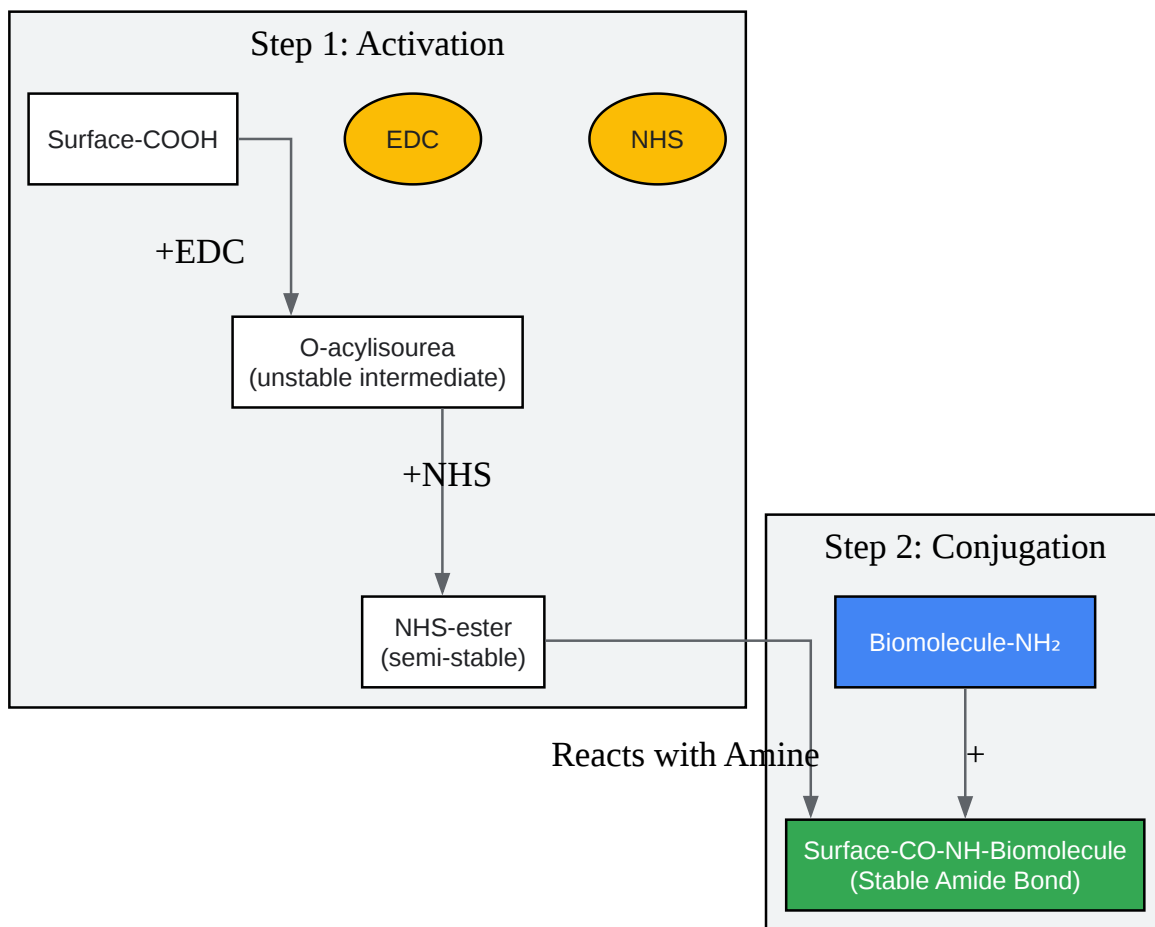 Step 1: Activation
Surface-COOH
EDC
NHS
+EDC
O-acylisourea
(unstable intermediate)
+NHS
NHS-ester
(semi-stable)
Step 2: Conjugation
Biomolecule-NH₂
Reacts with Amine
+
Surface-CO-NH-Biomolecule
(Stable Amide Bond)